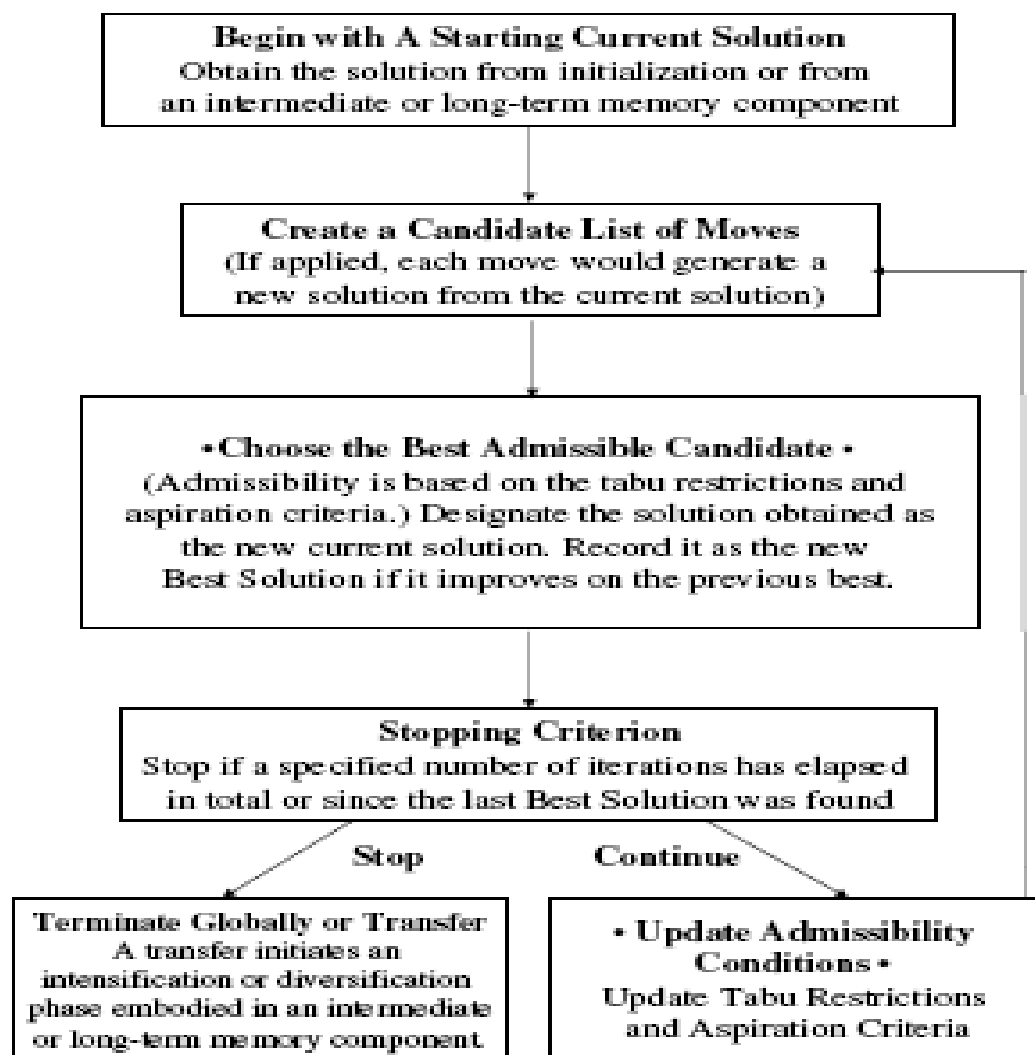 Begin with A Starting Current Solution
Obtain the solution from initialization or from
an intermediate or long-term memory component
Create a Candidate List of Moves
(If applied, each move would generate a
new solution from the current solution)
•Choose the Best Admissible Candidate •
(Admissibility is based on the tabu restrictions and
aspiration criteria.) Designate the solution obtained as
the new current solution. Record it as the new
Best Solution if it improves on the previous best.
Stopping Criterion
Stop if a specified number of iterations has elapsed
in total or since the last Best Solution was found
Stop
Continue
Terminate Globally or Transfer
A transfer initiates an
intensification or diversification
phase embodied in an intermediate
or long-term memory component.
• Update Admissibility
Conditions •
Update Tabu Restrictions
and Aspiration Criteria